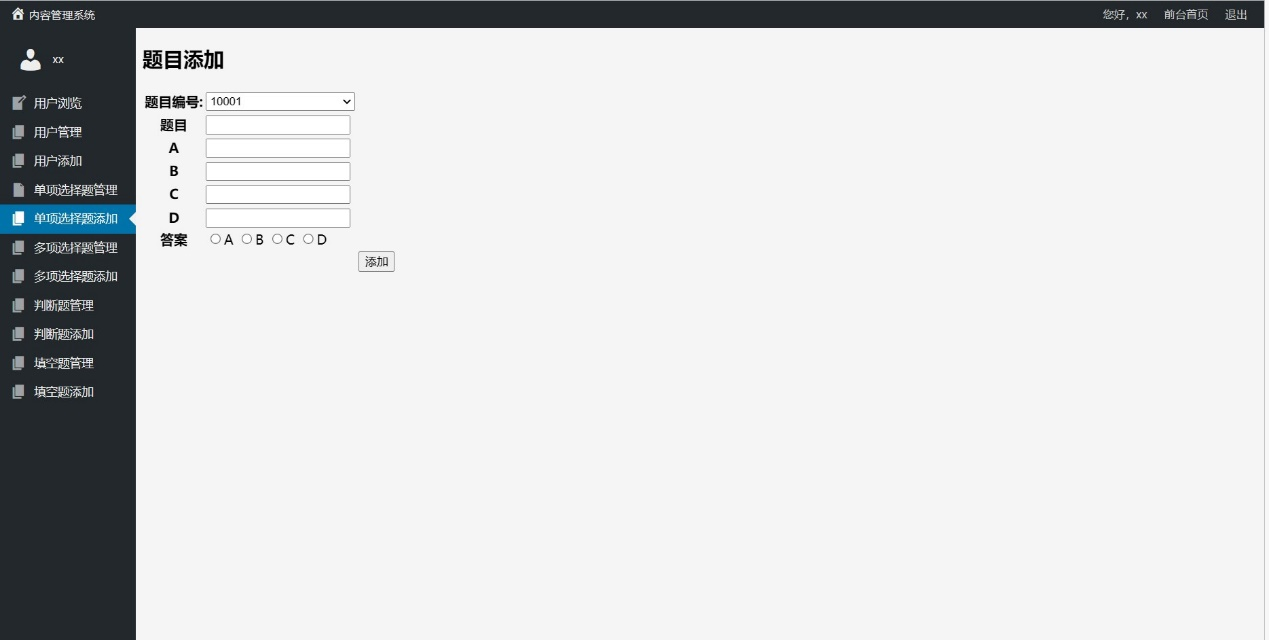 内容管理系统
您好，xx 前台首页 退出
xx
用户浏览
用户管理
用户添加
单项选择题管理
单项选择题添加
多项选择题管理
多项选择题添加
判断题管理
判断题添加
填空题管理
填空题添加
题目添加
题目编号: 10001
题目
A
B
C
D
答案 A B C D
添加